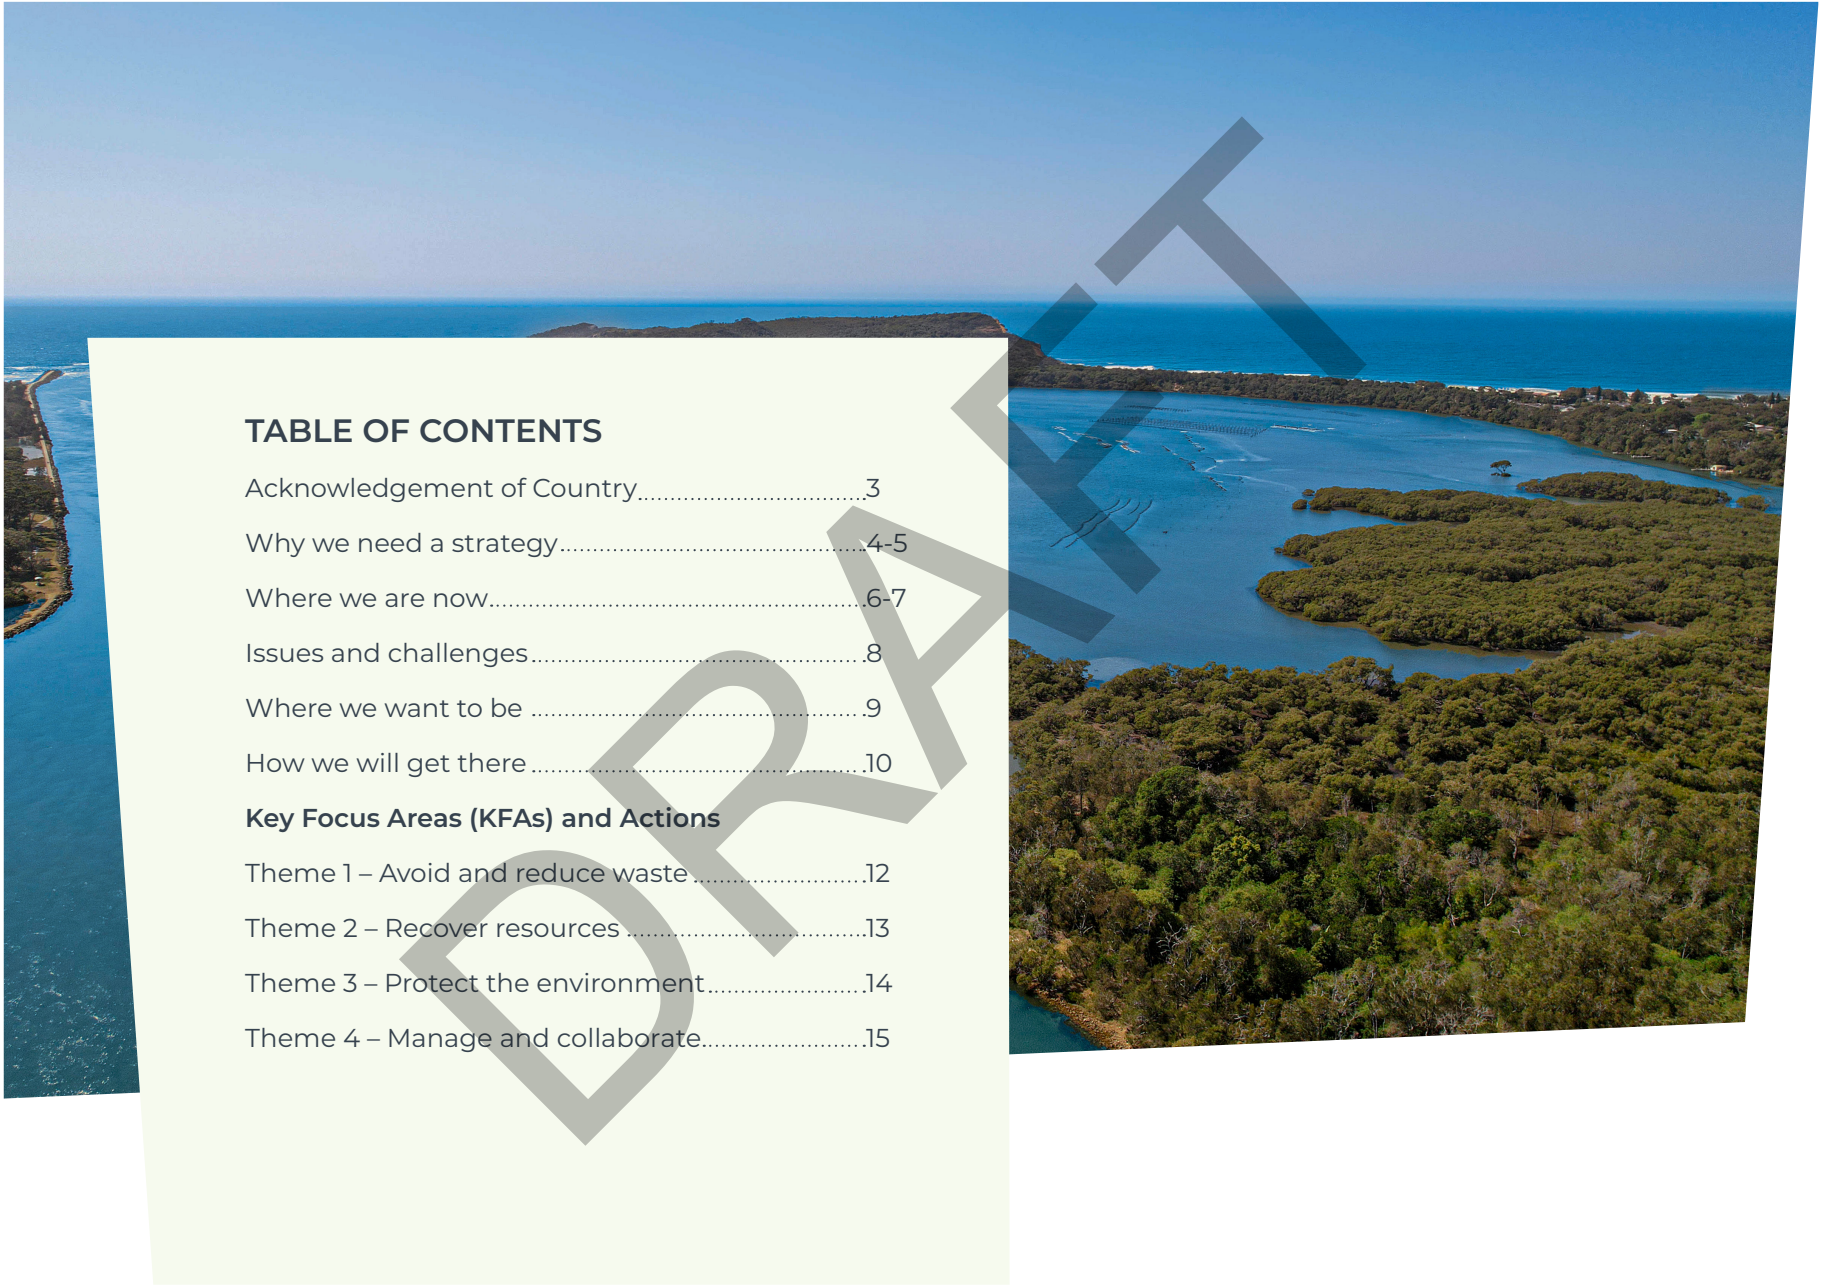 TABLE OF CONTENTS
Acknowledgement of Country 3
Why we need a strategy 4-5
Where we are now 6-7
Issues and challenges 8
Where we want to be 9
How we will get there 10
Key Focus Areas (KFAs) and Actions
Theme 1 – Avoid and reduce waste 12
Theme 2 – Recover resources 13
Theme 3 – Protect the environment 14
Theme 4 – Manage and collaborate 15
DRAFT